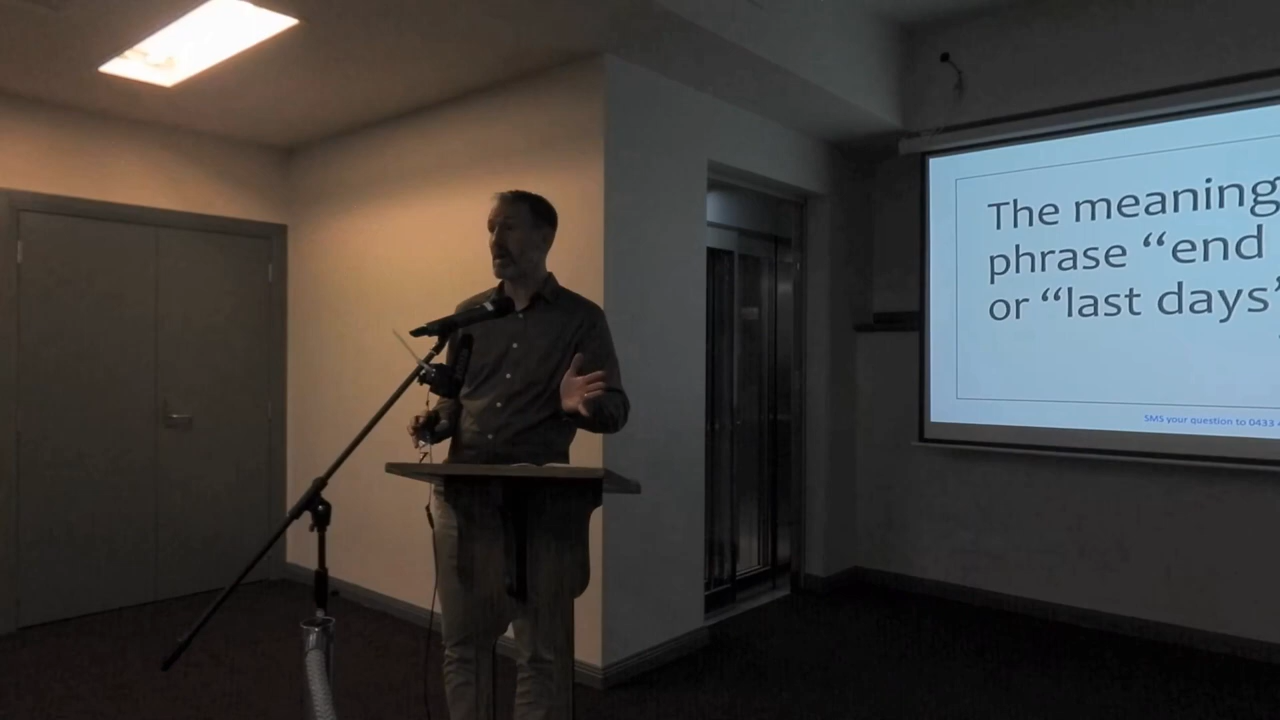 The meaning
phrase “end
or “last days”
SMS your question to 0433